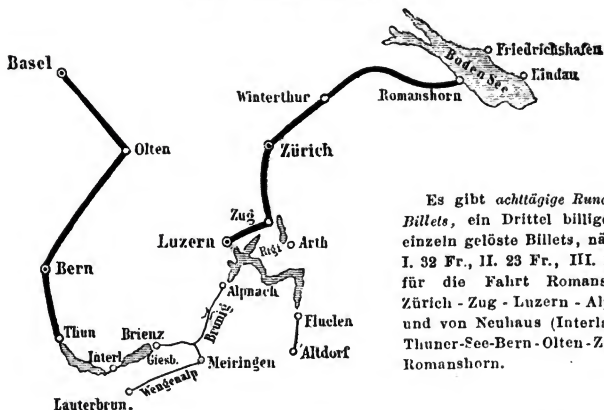 Friedrichshafen
Lindau
Boden See
Romanshorn
Winterthur
Basel
Olten
Zürich
Zug
Luzern
Rigi
Arth
Bern
Alpnach
Brünig
Fluelen
Altdorf
Thun
Interl.
Brienz
Giesb.
Meiringen
Wengenalp
Lauterbrun.
Es gibt achttägige Rund
Billets, ein Drittel billige
einzeln gelöste Billets, nä
I. 32 Fr., II. 23 Fr., III.
für die Fahrt Romans
Zürich - Zug - Luzern - Al
und von Neuhaus (Interl
Thuner-See-Bern-Olten-Z
Romanshorn.